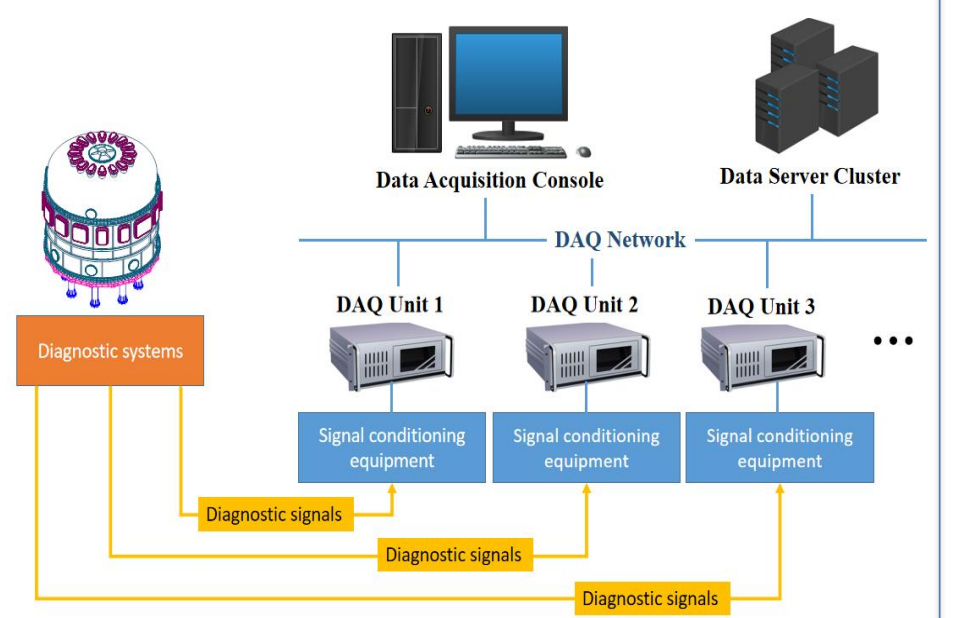 Data Acquisition Console
Data Server Cluster
DAQ Network
DAQ Unit 1
DAQ Unit 2
DAQ Unit 3
...
Diagnostic systems
Signal conditioning
equipment
Signal conditioning
equipment
Signal conditioning
equipment
Diagnostic signals
Diagnostic signals
Diagnostic signals